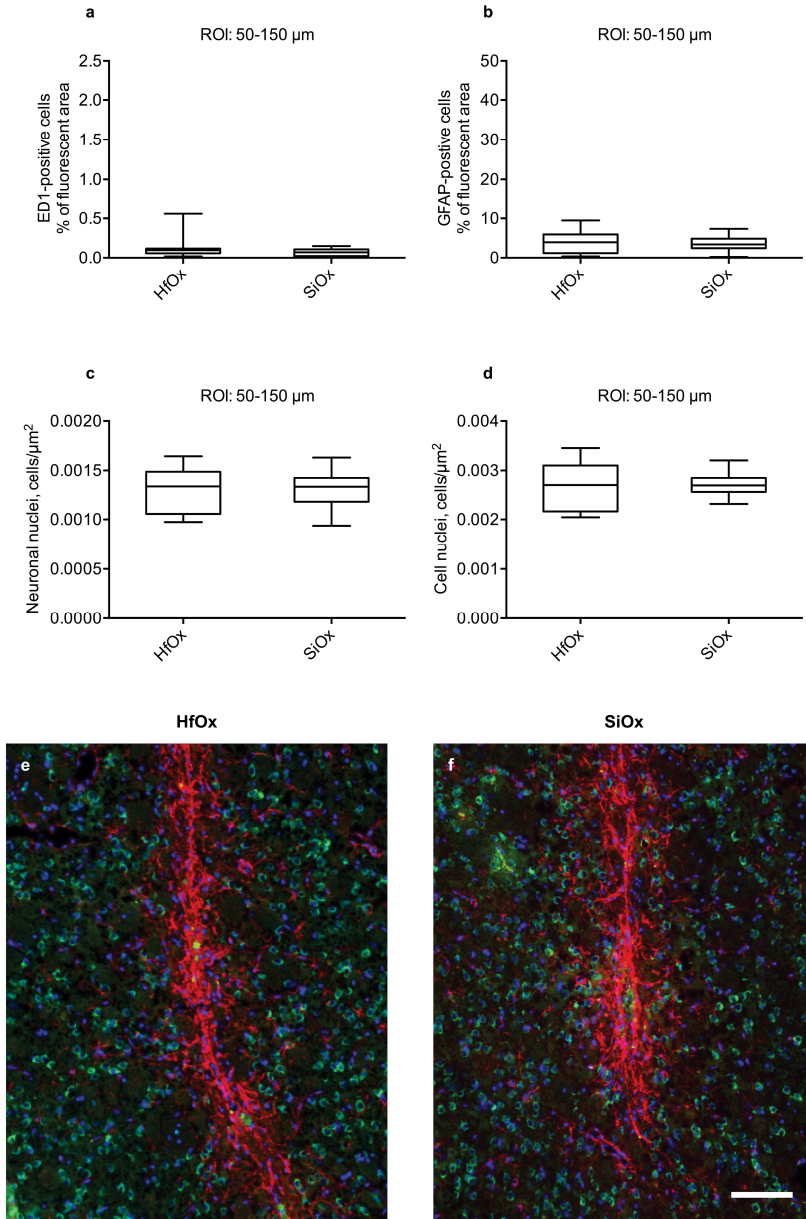 a
ROI: 50-150 µm
ED1-positive cells
% of fluorescent area
2.5
2.0
1.5
1.0
0.5
0.0
HfOx
SiOx
b
ROI: 50-150 µm
GFAP-postive cells
% of fluorescent area
50
40
30
20
10
0
HfOx
SiOx
c
ROI: 50-150 µm
Neuronal nuclei, cells/µm²
0.0020
0.0015
0.0010
0.0005
0.0000
HfOx
SiOx
d
ROI: 50-150 µm
Cell nuclei, cells/µm²
0.004
0.003
0.002
0.001
0.000
HfOx
SiOx
HfOx
e
SiOx
f